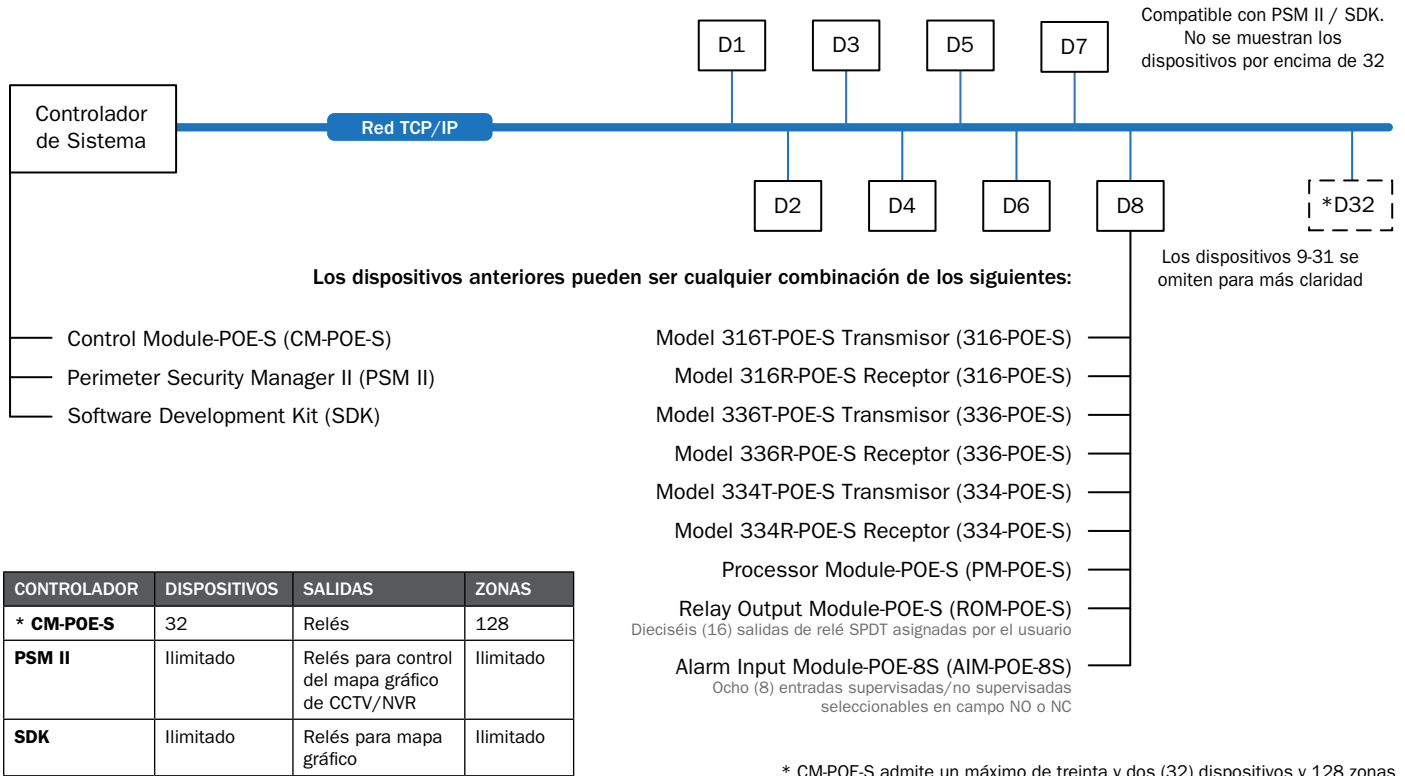 Compatible con PSM II / SDK.
No se muestran los
dispositivos por encima de 32
D1
D3
D5
D7
Controlador
de Sistema
Red TCP/IP
D2
D4
D6
D8
*D32
Los dispositivos 9-31 se
omiten para más claridad
Los dispositivos anteriores pueden ser cualquier combinación de los siguientes:
Control Module-POE-S (CM-POE-S)
Perimeter Security Manager II (PSM II)
Software Development Kit (SDK)
Model 316T-POE-S Transmisor (316-POE-S)
Model 316R-POE-S Receptor (316-POE-S)
Model 336T-POE-S Transmisor (336-POE-S)
Model 336R-POE-S Receptor (336-POE-S)
Model 334T-POE-S Transmisor (334-POE-S)
Model 334R-POE-S Receptor (334-POE-S)
Processor Module-POE-S (PM-POE-S)
Relay Output Module-POE-S (ROM-POE-S)
Dieciséis (16) salidas de relé SPDT asignadas por el usuario
Alarm Input Module-POE-8S (AIM-POE-8S)
Ocho (8) entradas supervisadas/no supervisadas
seleccionables en campo NO o NC
CONTROLADOR DISPOSITIVOS SALIDAS ZONAS
* CM-POE-S 32 Relés 128
PSM II Ilimitado Relés para control Ilimitado
del mapa gráfico
de CCTV/NVR
SDK Ilimitado Relés para mapa Ilimitado
gráfico
* CM-POE-S admite un máximo de treinta y dos (32) dispositivos y 128 zonas